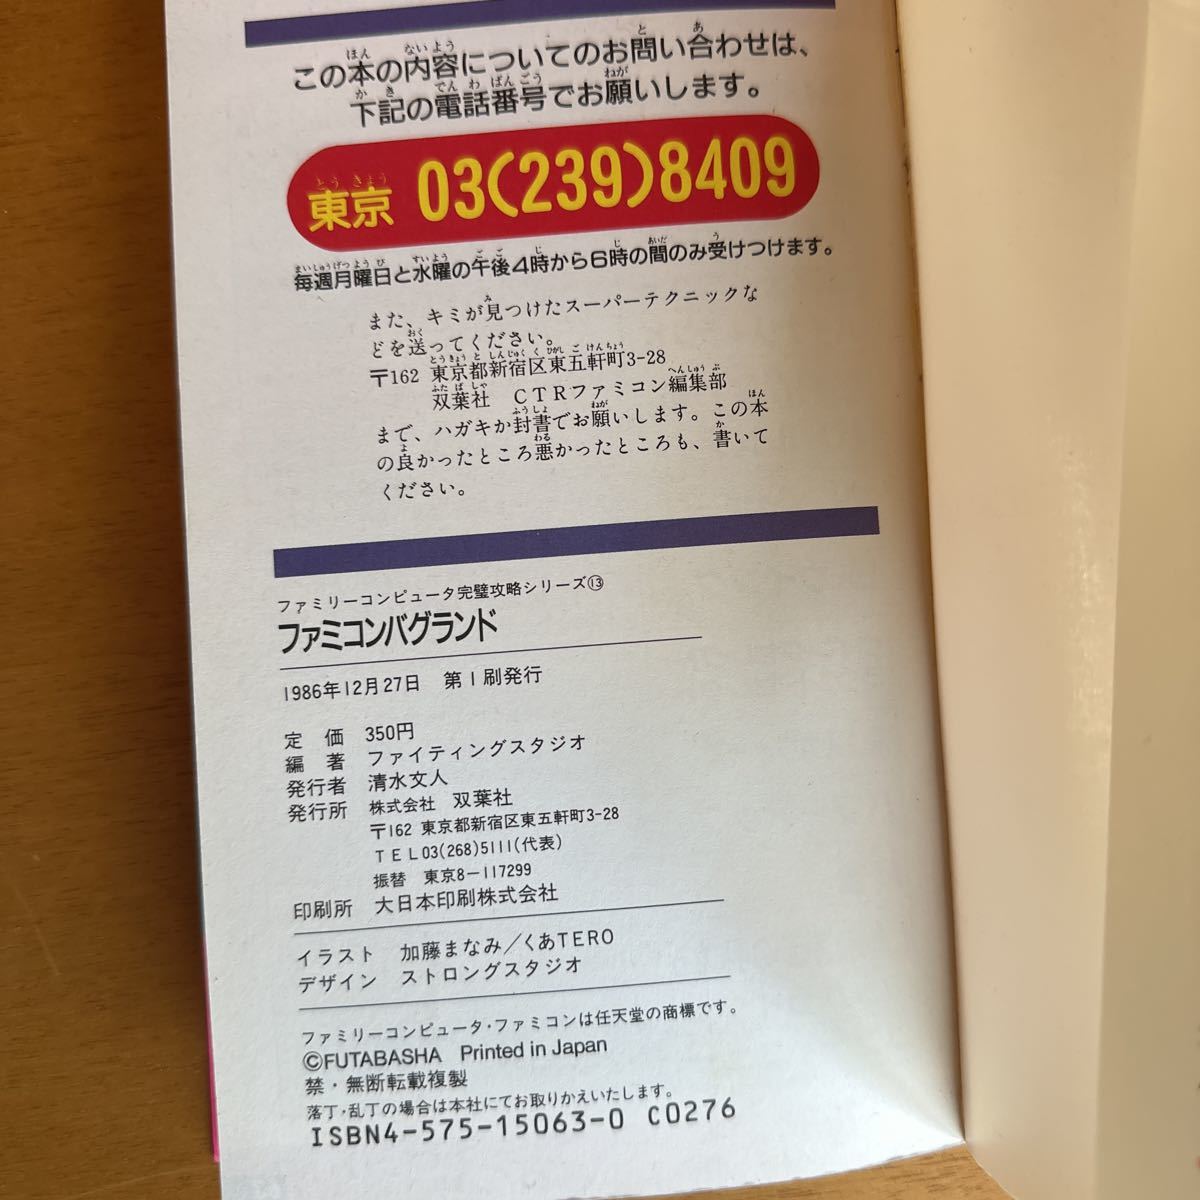 この本の内容についてのお問い合わせは、
下記の電話番号でお願いします。
東京 03(239)8409
毎週月曜日と水曜の午後4時から6時の間のみ受けつけます。
また、キミが見つけたスーパーテクニックな
どを送ってください。
〒162 東京都新宿区東五軒町3-28
双葉社 CTRファミコン編集部
まで、ハガキか封書でお願いします。この本
の良かったところ悪かったところも、書いて
ください。
ファミリーコンピュータ完璧攻略シリーズ⑬
ファミコンバグランド
1986年12月27日 第1刷発行
定 価 350円
編 著 ファイティングスタジオ
発行者 清水文人
発行所 株式会社 双葉社
〒162 東京都新宿区東五軒町3-28
TEL03(268)5111(代表)
振替 東京8-117299
印刷所 大日本印刷株式会社
イラスト 加藤まなみ/くあTERO
デザイン ストロングスタジオ
ファミリーコンピュータ・ファミコンは任天堂の商標です。
©FUTABASHA Printed in Japan
禁・無断転載複製
落丁・乱丁の場合は本社にてお取りかえいたします。
ISBN4-575-15063-0 C0276